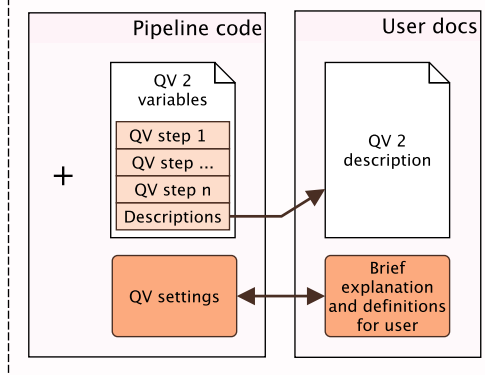 Pipeline code
QV 2
variables
QV step 1
QV step ...
QV step n
Descriptions
+
QV settings
User docs
QV 2
description
Brief
explanation
and definitions
for user